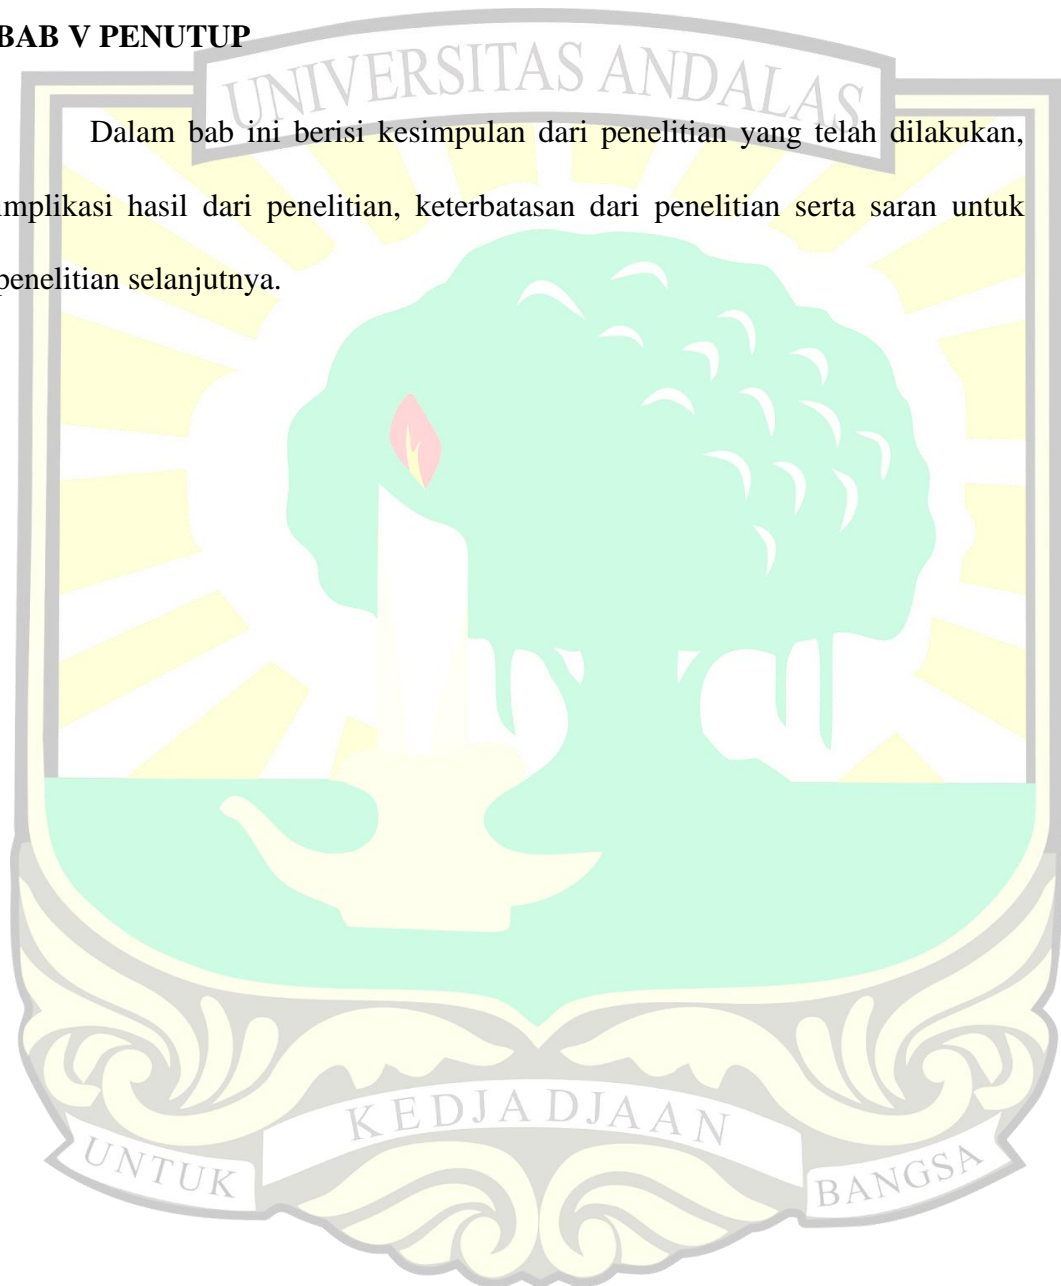 BAB V PENUTUP
UNIVERSITAS ANDALAS
Dalam bab ini berisi kesimpulan dari penelitian yang telah dilakukan,
implikasi hasil dari penelitian, keterbatasan dari penelitian serta saran untuk
penelitian selanjutnya.
UNTUK
KEDJADJAAN
BANGSA